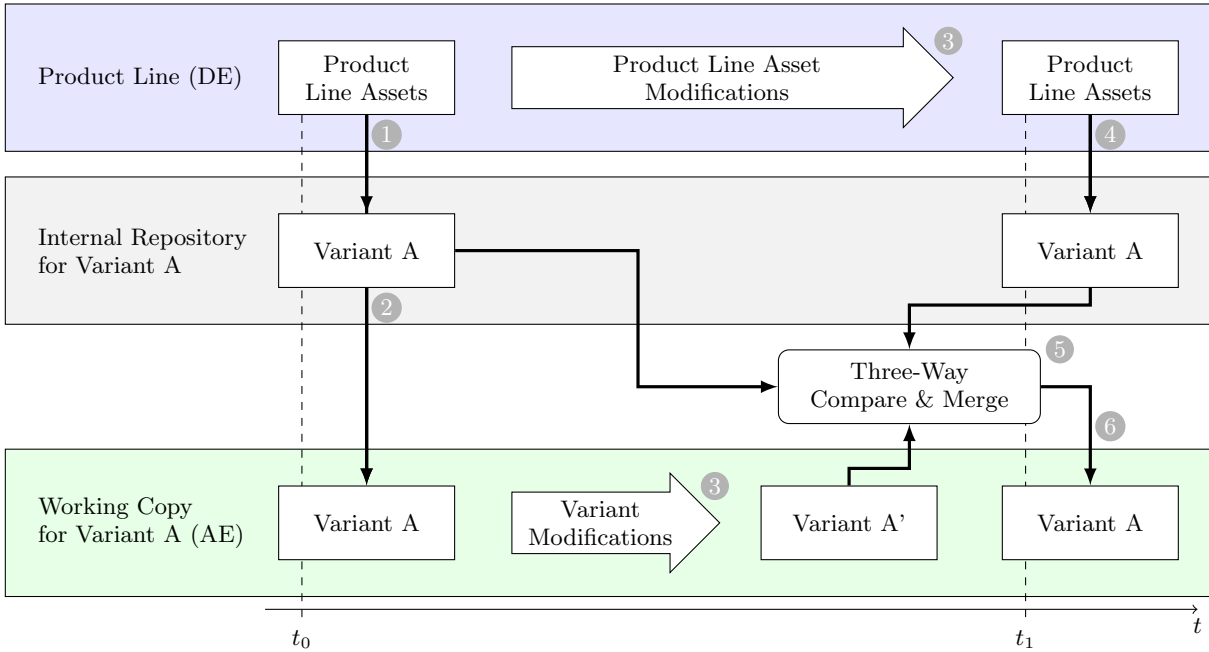 Product Line (DE)
Product
Line Assets
Product Line Asset
Modifications
3
Product
Line Assets
1
4
Internal Repository
for Variant A
Variant A
Variant A
2
Three-Way
Compare & Merge
5
6
Working Copy
for Variant A (AE)
Variant A
Variant
Modifications
3
Variant A'
Variant A
t0
t1
t